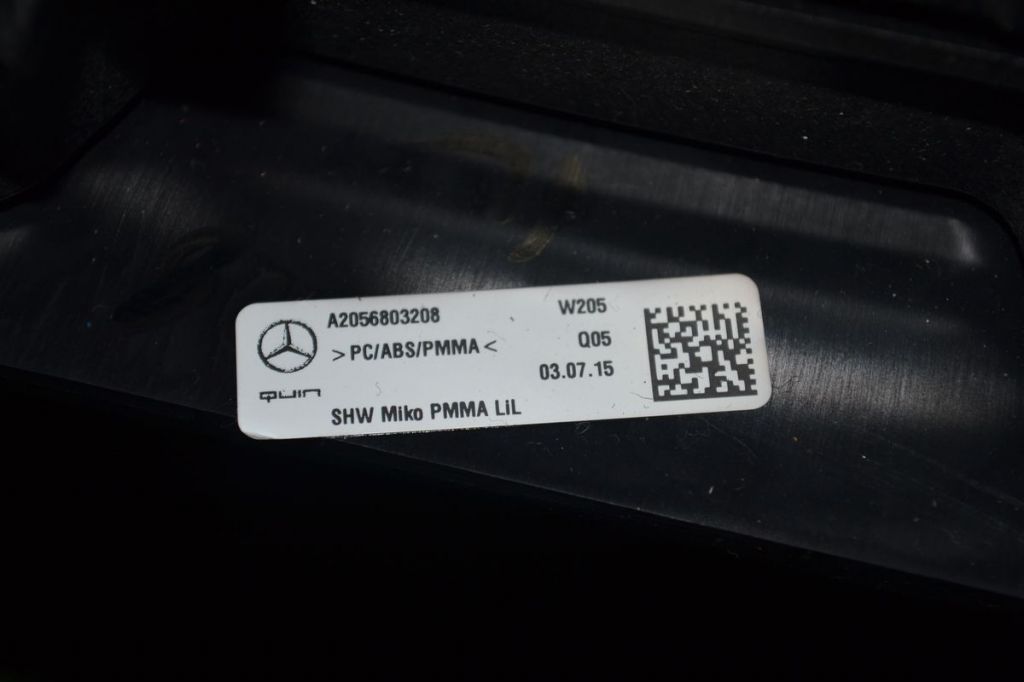 A2056803208 W205
>PC/ABS/PMMA< Q05
03.07.15
QUIN
SHW Miko PMMA LiL